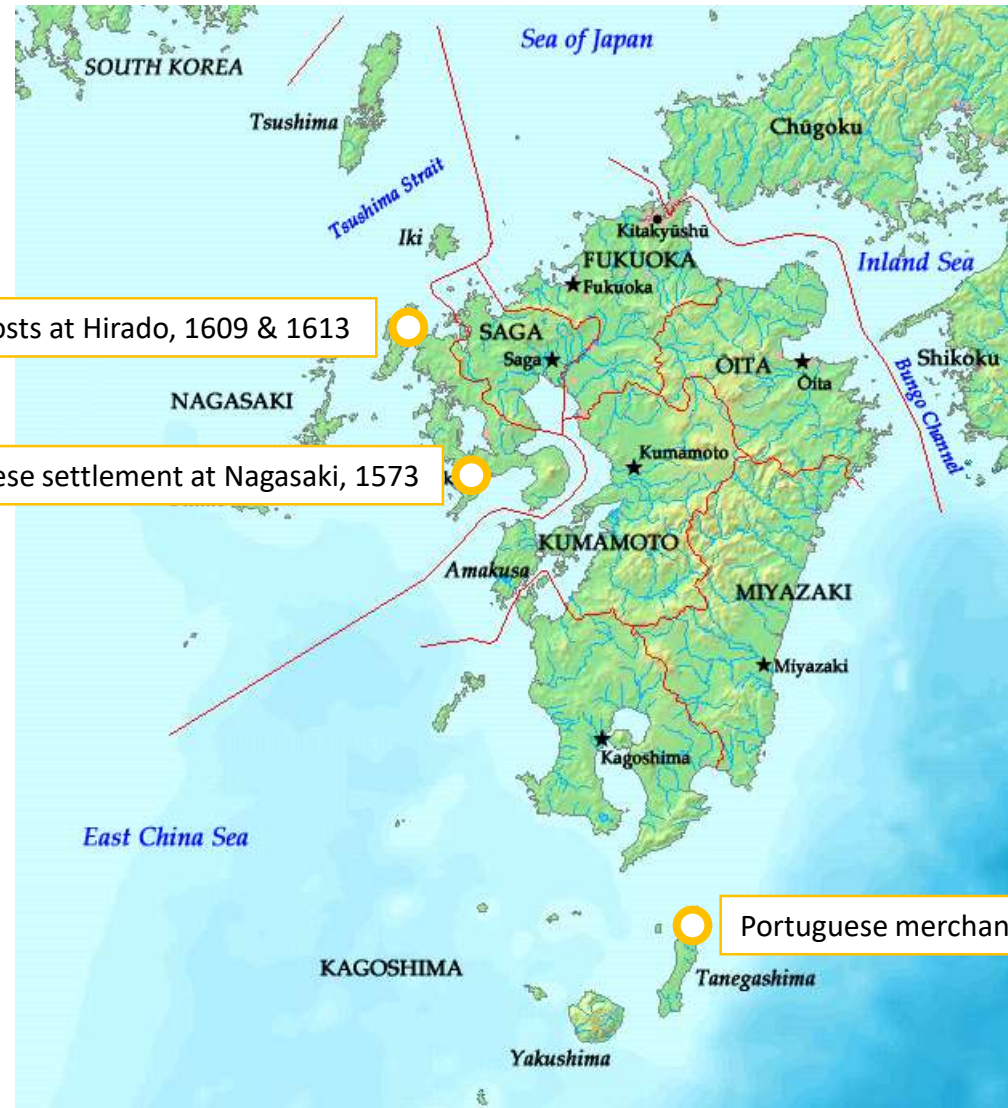 Sea of Japan
SOUTH KOREA
Tsushima
Chūgoku
Tsushima Strait
Iki
Kitakyūshū
FUKUOKA
Inland Sea
Fukuoka
osts at Hirado, 1609 & 1613
SAGA
Saga
ŌITA
Ōita
Shikoku
Bungo Channel
NAGASAKI
Kumamoto
ese settlement at Nagasaki, 1573
k
KUMAMOTO
Amakusa
MIYAZAKI
Miyazaki
Kagoshima
East China Sea
Portuguese merchan
KAGOSHIMA
Tanegashima
Yakushima